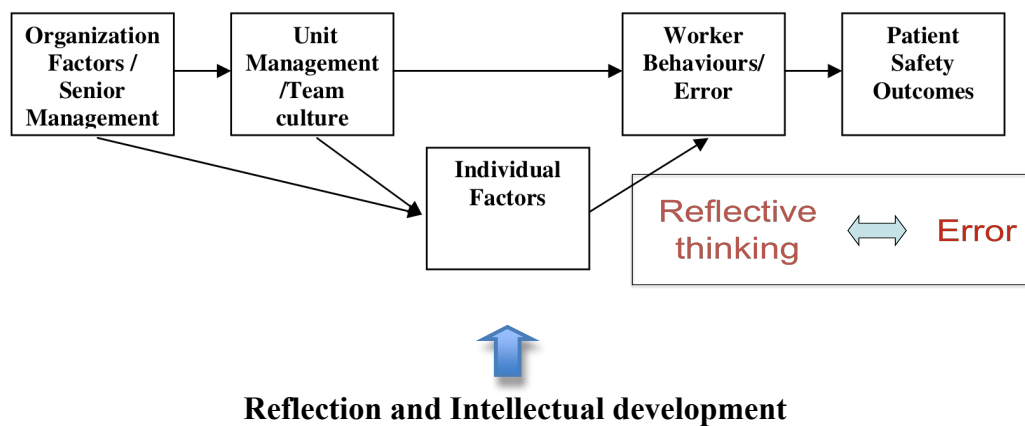 Organization
Factors /
Senior
Management
Unit
Management
/Team
culture
Worker
Behaviours/
Error
Patient
Safety
Outcomes
Individual
Factors
Reflective
thinking
Error
Reflection and Intellectual development